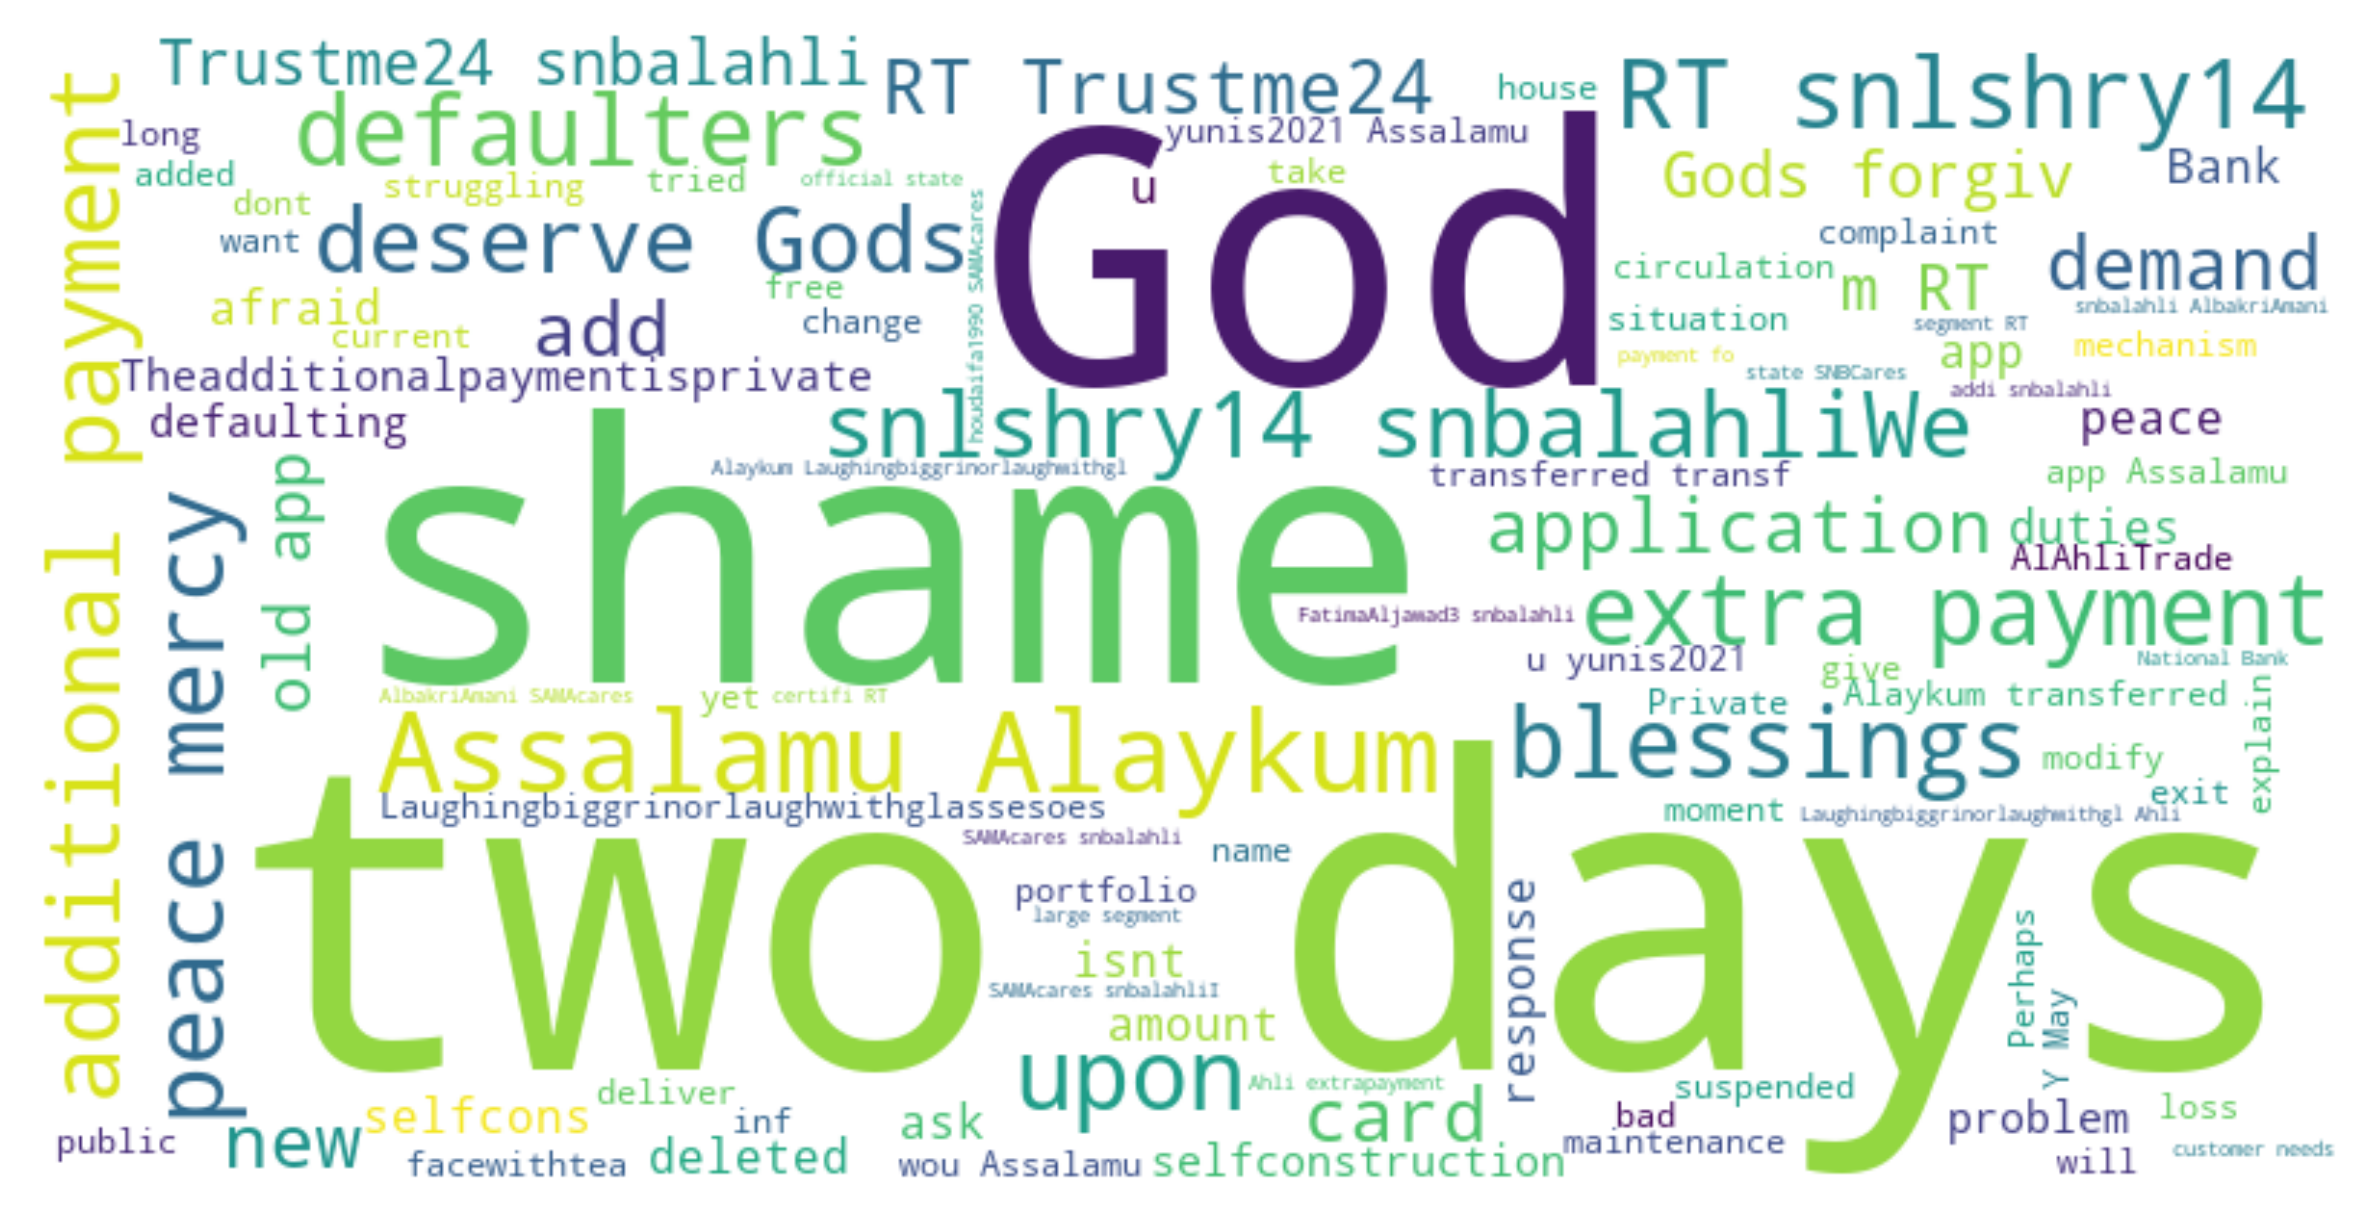 Trustme24 snbalahli
RT Trustme24
house
RT snlshry14
long
defaulters
yunis2021 Assalamu
added
struggling
tried
official state
God
u
take
Gods forgiv
Bank
dont
want
deserve Gods
houdaifa1990 SAMAcares
complaint
demand
afraid
current
add
free
change
circulation
m RT
snbalahli AlbakriAmani
situation
segment RT
payment fo
app
mechanism
state SNBCares
addi snbalahli
Theadditionalpaymentisprivate
defaulting
snlshry14 snbalahliWe
peace
additional payment
peace mercy
old app
Alaykum Laughingbiggrinorlaughwithgl
transferred transf
app Assalamu
shame
application
duties
AlAhliTrade
FatimaAljawad3 snbalahli
extra payment
u yunis2021
give
National Bank
AlbakriAmani SAMAcares
yet
certifi RT
Private
Alaykum transferred
explain
Assalamu Alaykum
blessings
modify
exit
Laughingbiggrinorlaughwithglassesoes
moment
Laughingbiggrinorlaughwithgl Ahli
two days
SAMAcares snbalahli
name
portfolio
large segment
response
isnt
SAMAcares snbalahliI
Perhaps
Y May
amount
upon
Ahli extrapayment
suspended
deliver
selfcons
inf
ask
card
bad
problem
loss
public
new
facewithtea
deleted
wou Assalamu
selfconstruction
maintenance
will
customer needs